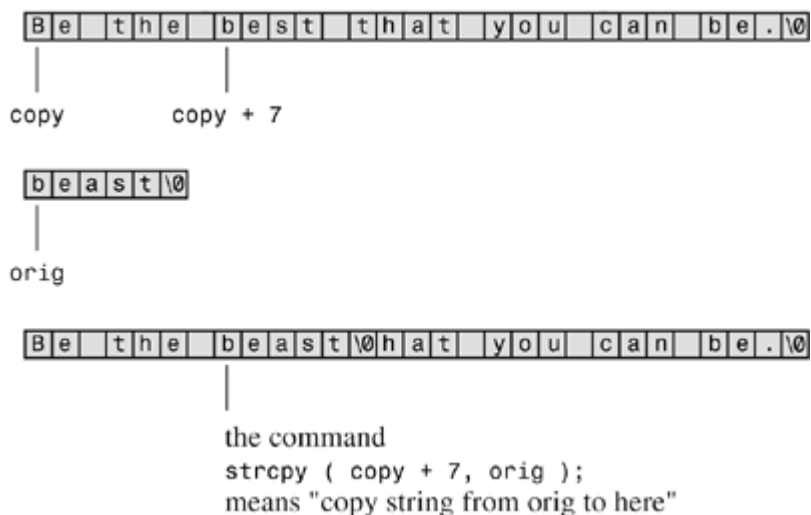 Be the best that you can be.\0
copy copy + 7
beast\0
orig
Be the beast\0hat you can be.\0
the command
strcpy ( copy + 7, orig );
means "copy string from orig to here"